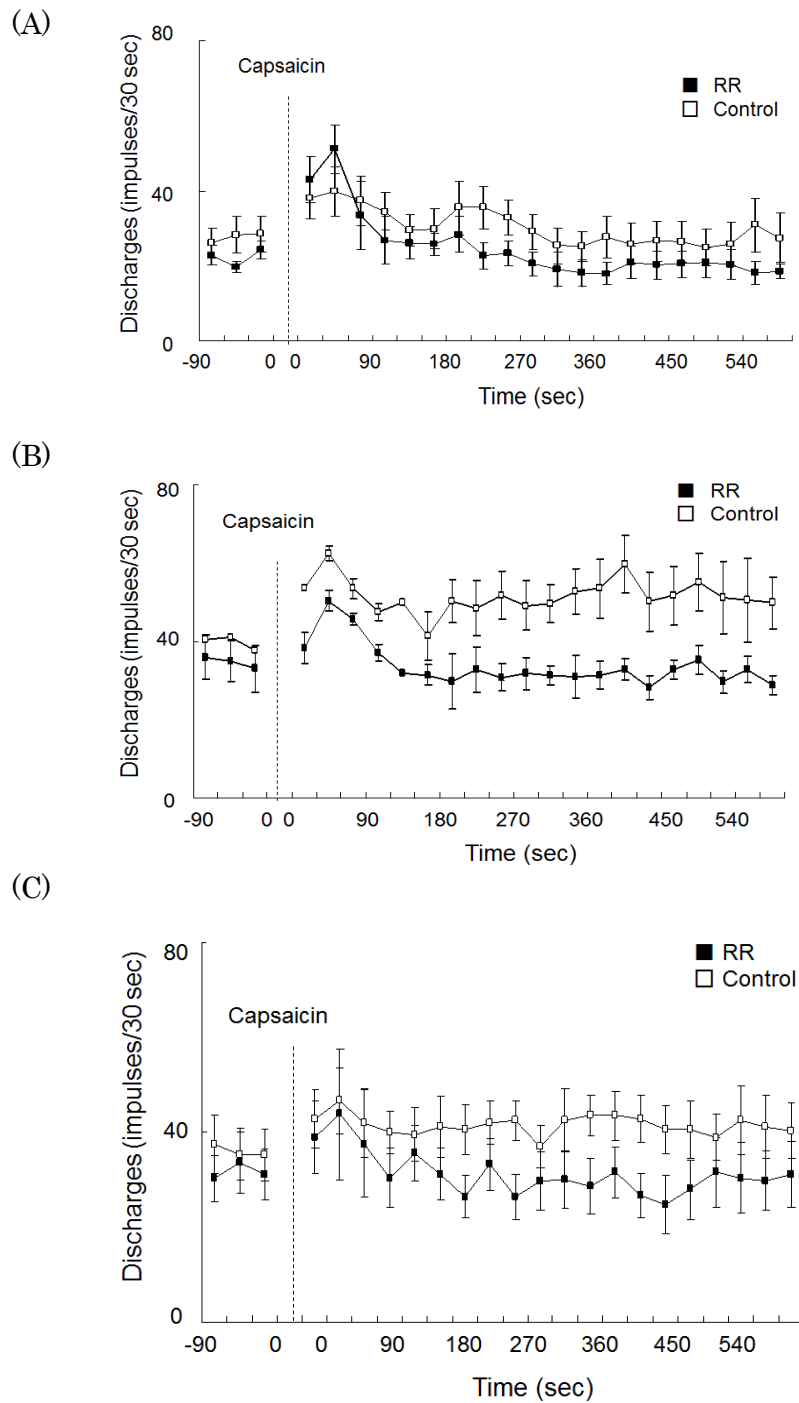 (A)
80
Capsaicin
RR
Control
40
0
Discharges (impulses/30 sec)
-90 0 0 90 180 270 360 450 540
Time (sec)
(B)
80
RR
Control
Capsaicin
40
0
Discharges (impulses/30 sec)
-90 0 0 90 180 270 360 450 540
Time (sec)
(C)
80
RR
Control
Capsaicin
40
0
Discharges (impulses/30 sec)
-90 0 0 90 180 270 360 450 540
Time (sec)